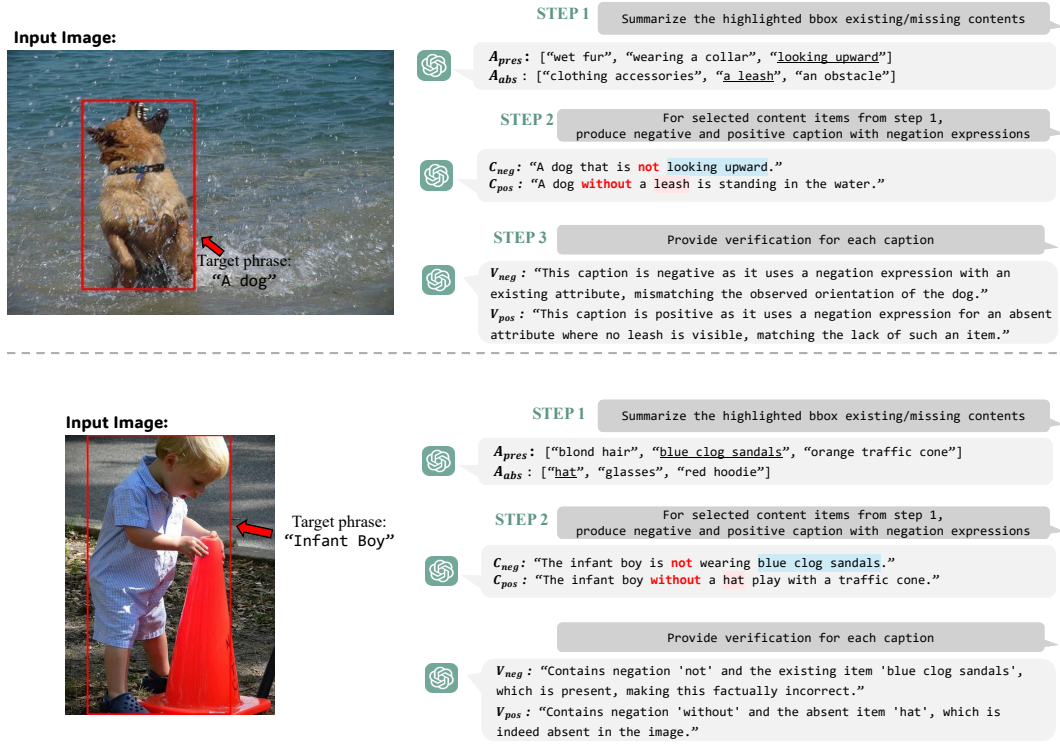 Input Image:
Target phrase:
“A dog”
STEP 1
Summarize the highlighted bbox existing/missing contents
A_pres: [“wet fur”, “wearing a collar”, “looking upward”]
A_abs : [“clothing accessories”, “a leash”, “an obstacle”]
STEP 2
For selected content items from step 1,
produce negative and positive caption with negation expressions
C_neg: “A dog that is not looking upward.”
C_pos: “A dog without a leash is standing in the water.”
STEP 3
Provide verification for each caption
V_neg : “This caption is negative as it uses a negation expression with an
existing attribute, mismatching the observed orientation of the dog.”
V_pos: “This caption is positive as it uses a negation expression for an absent
attribute where no leash is visible, matching the lack of such an item.”
Input Image:
Target phrase:
“Infant Boy”
STEP 1
Summarize the highlighted bbox existing/missing contents
A_pres: [“blond hair”, “blue clog sandals”, “orange traffic cone”]
A_abs : [“hat”, “glasses”, “red hoodie”]
STEP 2
For selected content items from step 1,
produce negative and positive caption with negation expressions
C_neg: “The infant boy is not wearing blue clog sandals.”
C_pos: “The infant boy without a hat play with a traffic cone.”
Provide verification for each caption
V_neg : “Contains negation 'not' and the existing item 'blue clog sandals',
which is present, making this factually incorrect.”
V_pos: “Contains negation 'without' and the absent item 'hat', which is
indeed absent in the image.”